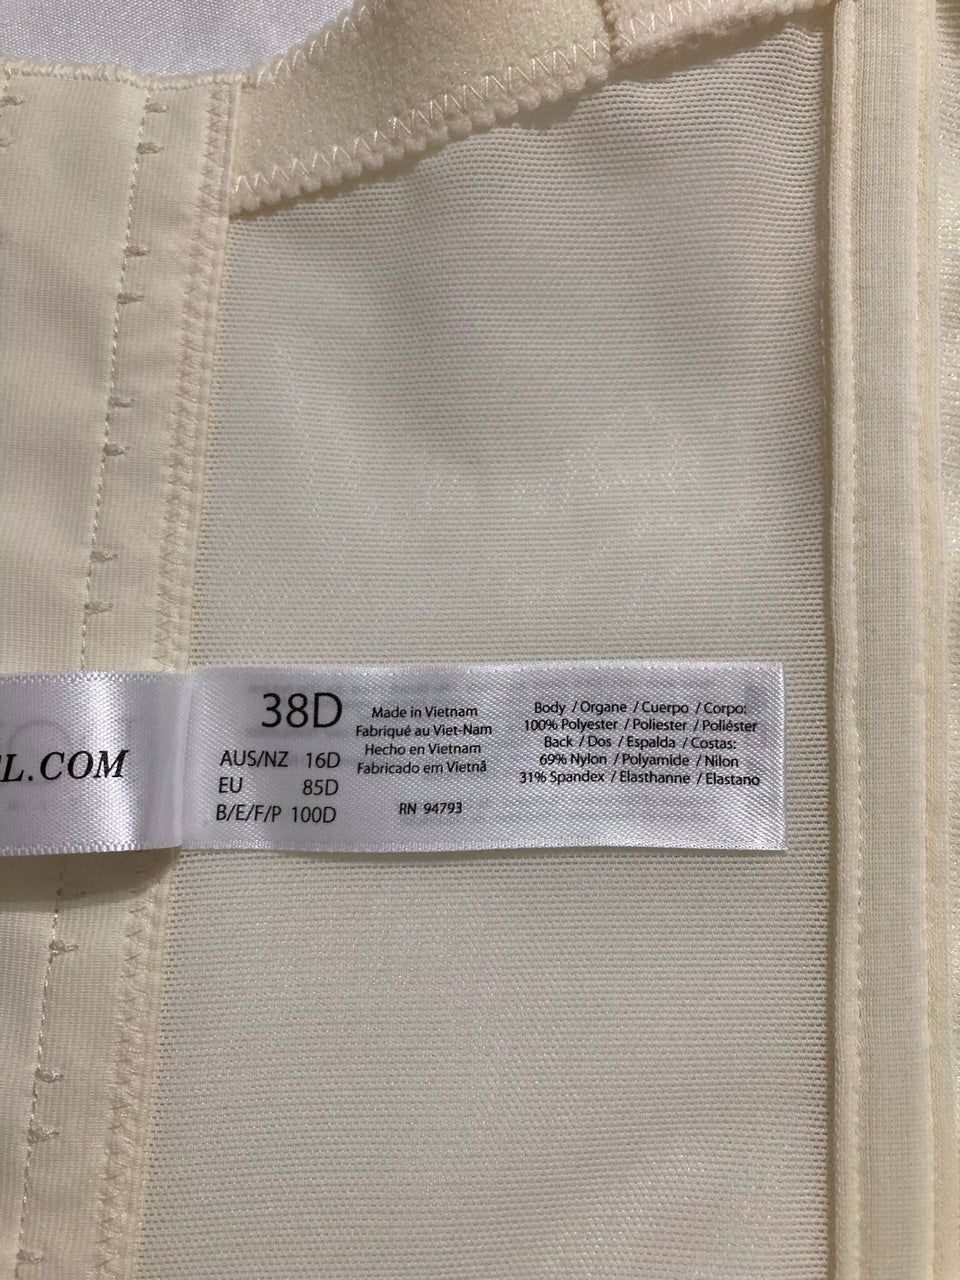 L.COM
38D
AUS/NZ 16D
EU 85D
B/E/F/P 100D
Made in Vietnam
Fabriqué au Viet-Nam
Hecho en Vietnam
Fabricado em Vietnã
RN 94793
Body / Organe / Cuerpo / Corpo:
100% Polyester / Poliester / Poliéster
Back / Dos / Espalda / Costas:
69% Nylon / Polyamide / Nilon
31% Spandex / Elasthanne / Elastano